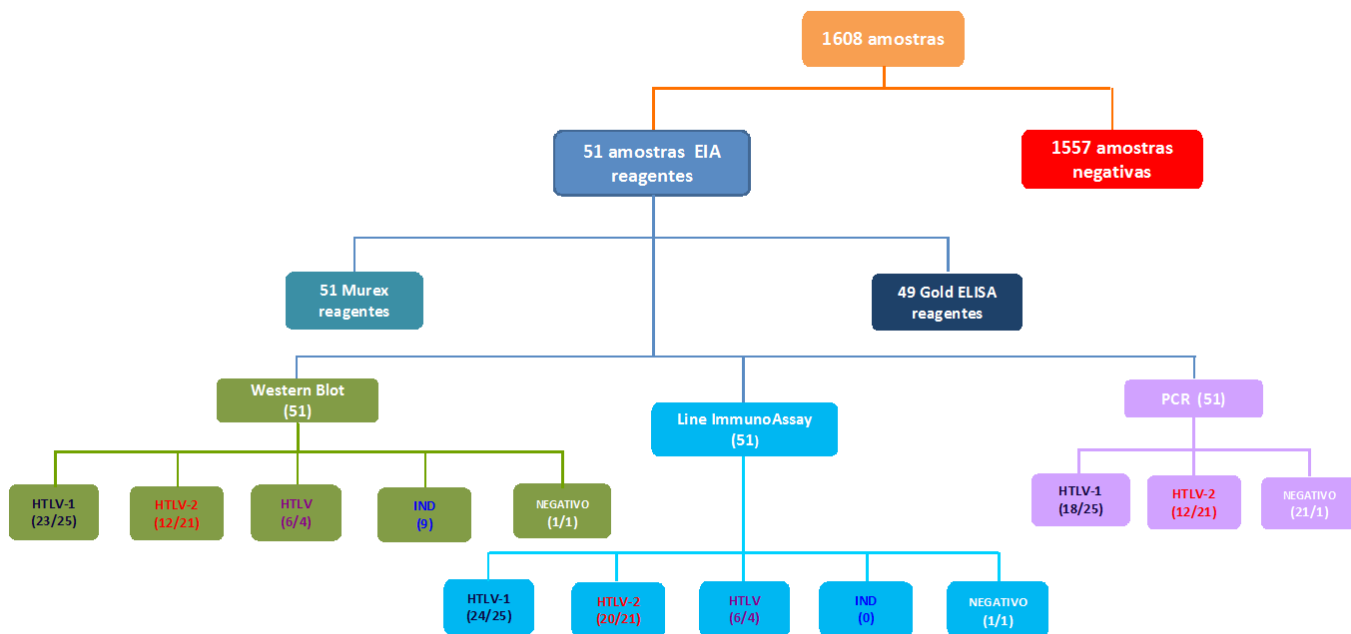 1608 amostras
51 amostras EIA
reagentes
1557 amostras
negativas
51 Murex
reagentes
49 Gold ELISA
reagentes
Western Blot
(51)
Line ImmunoAssay
(51)
PCR (51)
HTLV-1
(23/25)
HTLV-2
(12/21)
HTLV
(6/4)
IND
(9)
NEGATIVO
(1/1)
HTLV-1
(18/25)
HTLV-2
(12/21)
NEGATIVO
(21/1)
HTLV-1
(24/25)
HTLV-2
(20/21)
HTLV
(6/4)
IND
(0)
NEGATIVO
(1/1)